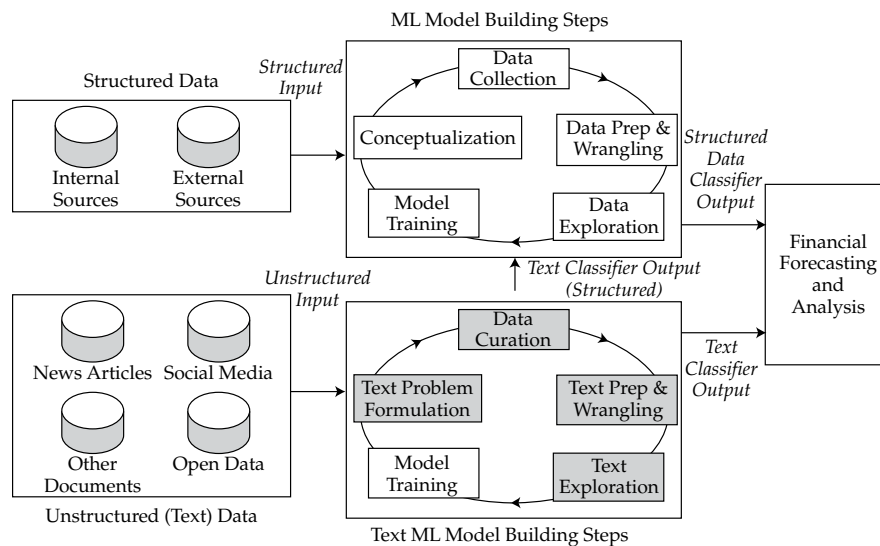 ML Model Building Steps
Structured Data
Internal
Sources
External
Sources
Structured
Input
Data
Collection
Conceptualization
Data Prep &
Wrangling
Model
Training
Data
Exploration
Structured
Data
Classifier
Output
Financial
Forecasting
and
Analysis
Unstructured
Input
Text Classifier Output
(Structured)
News Articles
Social Media
Other
Documents
Open Data
Unstructured (Text) Data
Data
Curation
Text Problem
Formulation
Text Prep &
Wrangling
Model
Training
Text
Exploration
Text
Classifier
Output
Text ML Model Building Steps